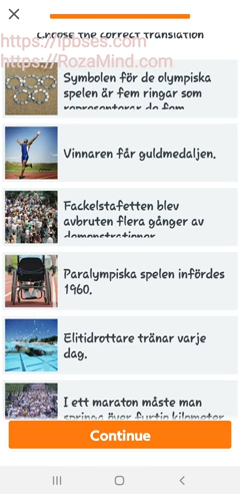 Choose the correct translation
https://ipbses.com
https://RozaMind.com
Symbolen för de olympiska
spelen är fem ringar som
representerar de fem
Vinnaren får guldmedaljen.
Fackelstafetten blev
avbruten flera gånger av
demonstrationer
Paralympiska spelen infördes
1960.
Elitidrottare tränar varje
dag.
I ett maraton måste man
springa över furtio kilometer
Continue